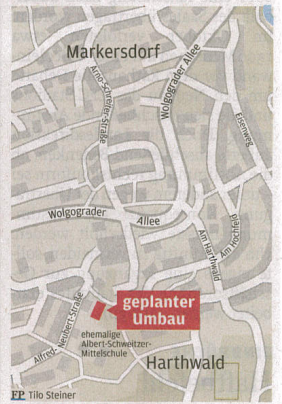 Markersdorf
Arno-Schreiter-Straße
Wolgograder Allee
Eisenweg
Wolgograder Allee
Am Harthwald
Am Hochfeld
geplanter
Umbau
Alfred-Neubert-Straße
ehemalige
Albert-Schweitzer-
Mittelschule
Harthwald
FP Tilo Steiner